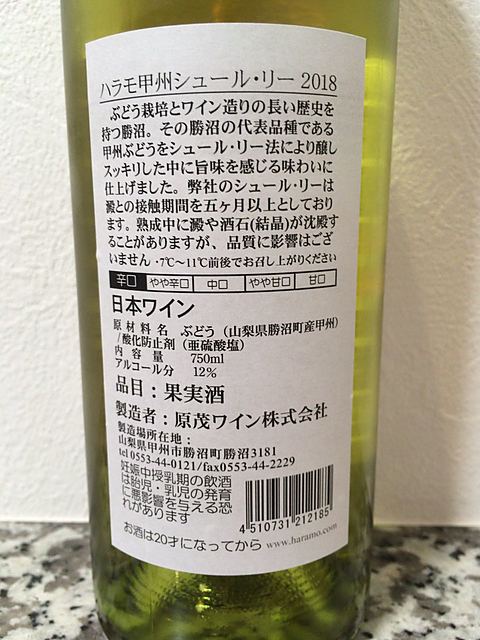 ハラモ甲州シュール・リー 2018
ぶどう栽培とワイン造りの長い歴史を
持つ勝沼。その勝沼の代表品種である
甲州ぶどうをシュール・リー法により醸し
スッキリした中に旨味を感じる味わいに
仕上げました。弊社のシュール・リーは
澱との接触期間を五ヶ月以上としており
ます。熟成中に澱や酒石(結晶)が沈殿す
ることがありますが、品質に影響はござ
いません ・7℃〜11℃前後でお召し上がりください
辛口 やや辛口 中口 やや甘口 甘口
日本ワイン
原材料名 ぶどう（山梨県勝沼町産甲州）
/酸化防止剤（亜硫酸塩）
内容量 750ml
アルコール分 12%
品目：果実酒
製造者：原茂ワイン株式会社
製造場所在地：
山梨県甲州市勝沼町勝沼3181
tel 0553-44-0121/fax0553-44-2229
妊娠中授乳期の飲酒
は胎児・乳児の発育
に悪影響を与える恐
れがあります
4 510731 212185
お酒は20才になってから www.haramo.com